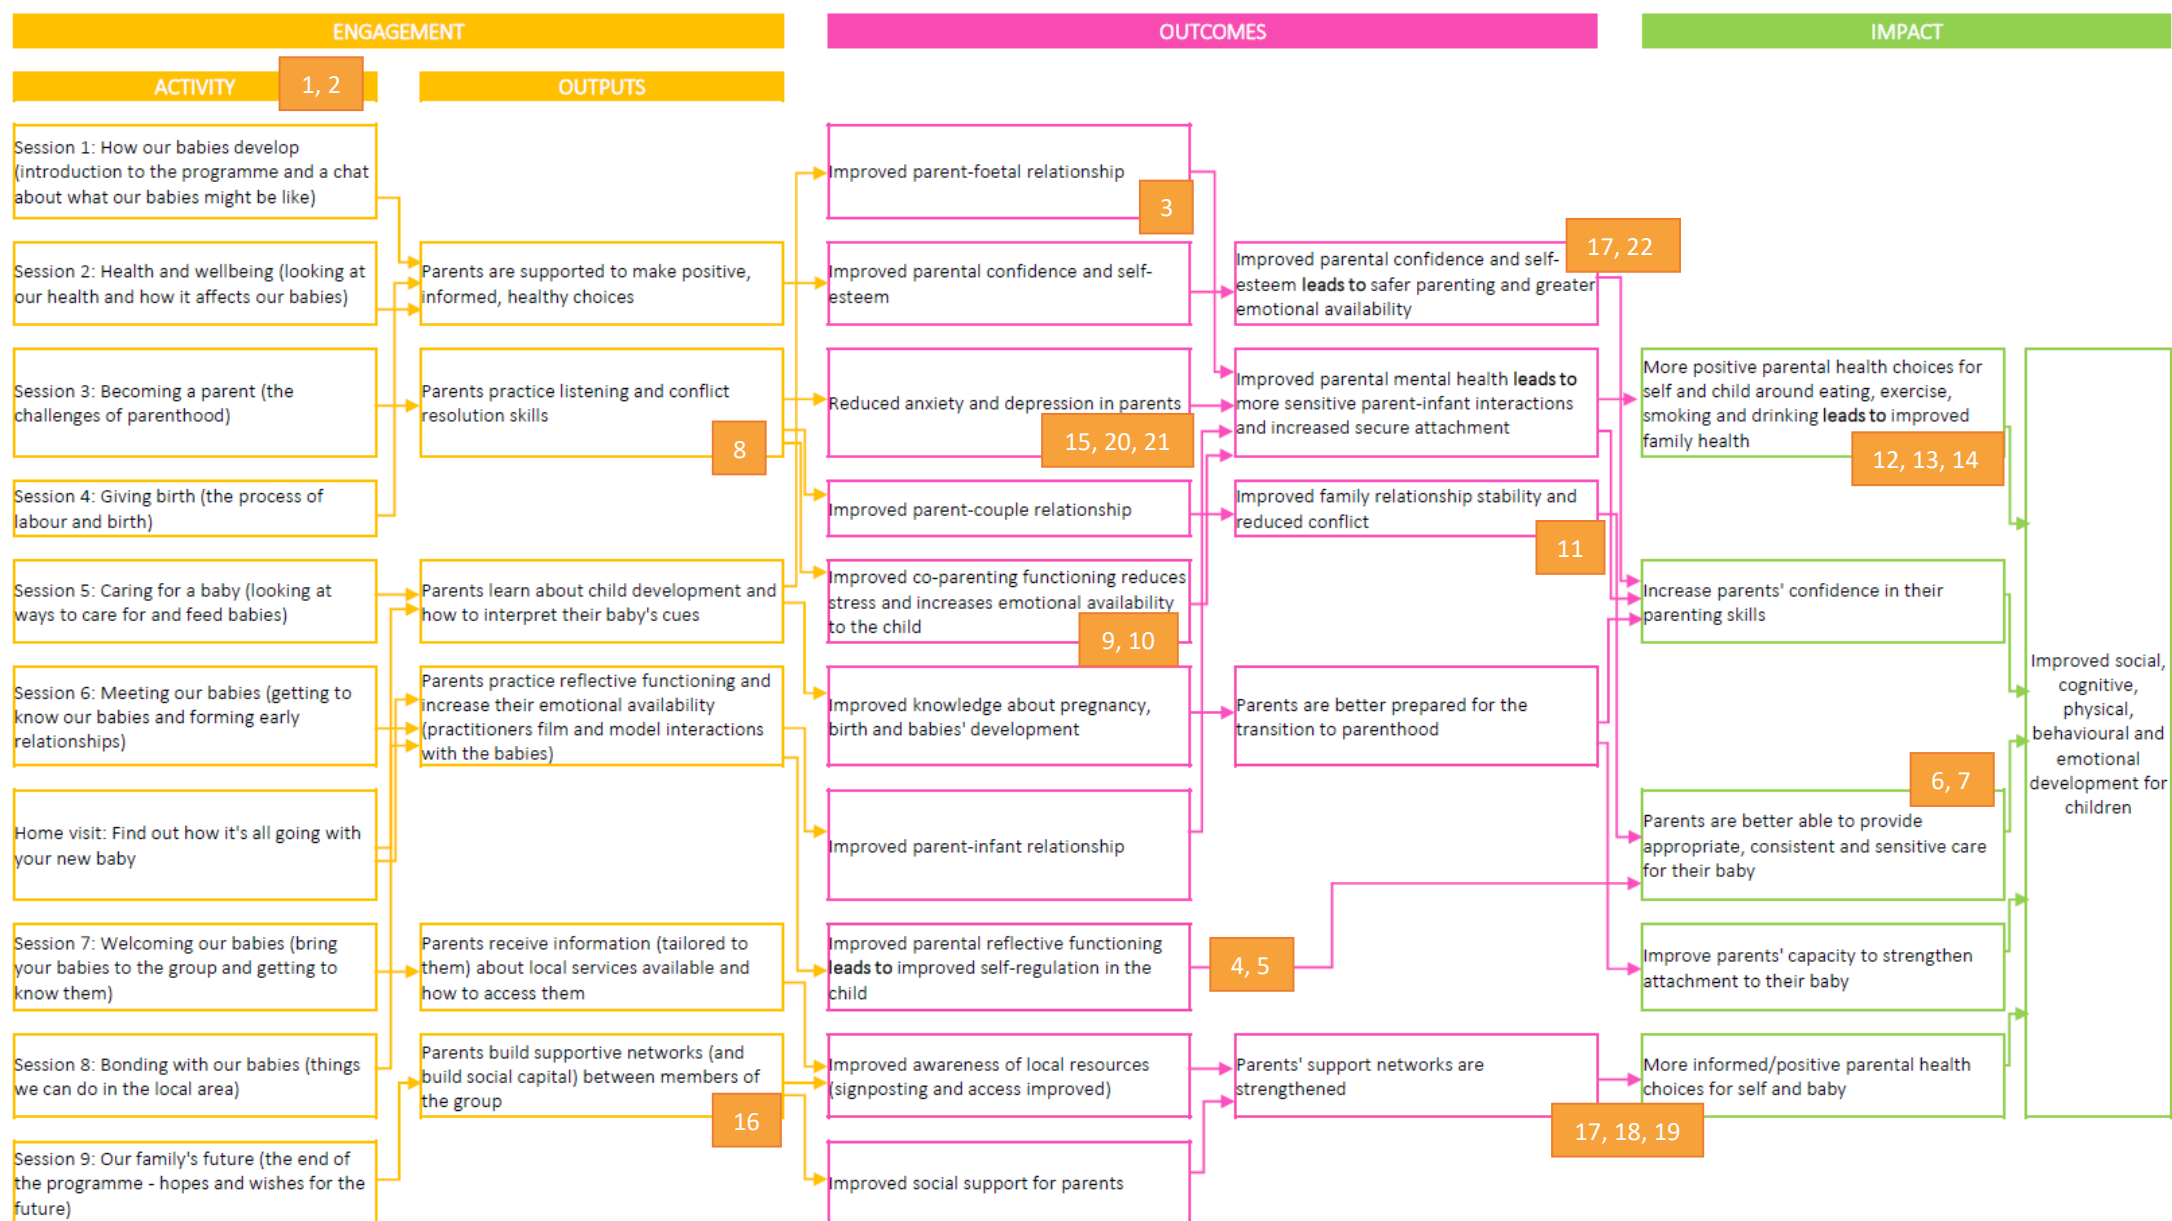 ENGAGEMENT
OUTCOMES
IMPACT
ACTIVITY
1, 2
OUTPUTS
Session 1: How our babies develop
(introduction to the programme and a chat
about what our babies might be like)
Session 2: Health and wellbeing (looking at
our health and how it affects our babies)
Session 3: Becoming a parent (the
challenges of parenthood)
Session 4: Giving birth (the process of
labour and birth)
Session 5: Caring for a baby (looking at
ways to care for and feed babies)
Session 6: Meeting our babies (getting to
know our babies and forming early
relationships)
Home visit: Find out how it's all going with
your new baby
Session 7: Welcoming our babies (bring
your babies to the group and getting to
know them)
Session 8: Bonding with our babies (things
we can do in the local area)
Session 9: Our family's future (the end of
the programme - hopes and wishes for the
future)
Parents are supported to make positive,
informed, healthy choices
Parents practice listening and conflict
resolution skills
8
Parents learn about child development and
how to interpret their baby's cues
Parents practice reflective functioning and
increase their emotional availability
(practitioners film and model interactions
with the babies)
Parents receive information (tailored to
them) about local services available and
how to access them
Parents build supportive networks (and
build social capital) between members of
the group
16
Improved parent-foetal relationship
3
Improved parental confidence and self-
esteem
Reduced anxiety and depression in parents
15, 20, 21
Improved parent-couple relationship
Improved co-parenting functioning reduces
stress and increases emotional availability
to the child
9, 10
Improved knowledge about pregnancy,
birth and babies' development
Improved parent-infant relationship
Improved parental reflective functioning
leads to improved self-regulation in the
child
4, 5
Improved awareness of local resources
(signposting and access improved)
Improved social support for parents
17, 22
Improved parental confidence and self-
esteem leads to safer parenting and greater
emotional availability
Improved parental mental health leads to
more sensitive parent-infant interactions
and increased secure attachment
Improved family relationship stability and
reduced conflict
11
Parents are better prepared for the
transition to parenthood
Parents' support networks are
strengthened
17, 18, 19
More positive parental health choices for
self and child around eating, exercise,
smoking and drinking leads to improved
family health
12, 13, 14
Increase parents' confidence in their
parenting skills
6, 7
Parents are better able to provide
appropriate, consistent and sensitive care
for their baby
Improve parents' capacity to strengthen
attachment to their baby
More informed/positive parental health
choices for self and baby
Improved social,
cognitive,
physical,
behavioural and
emotional
development for
children